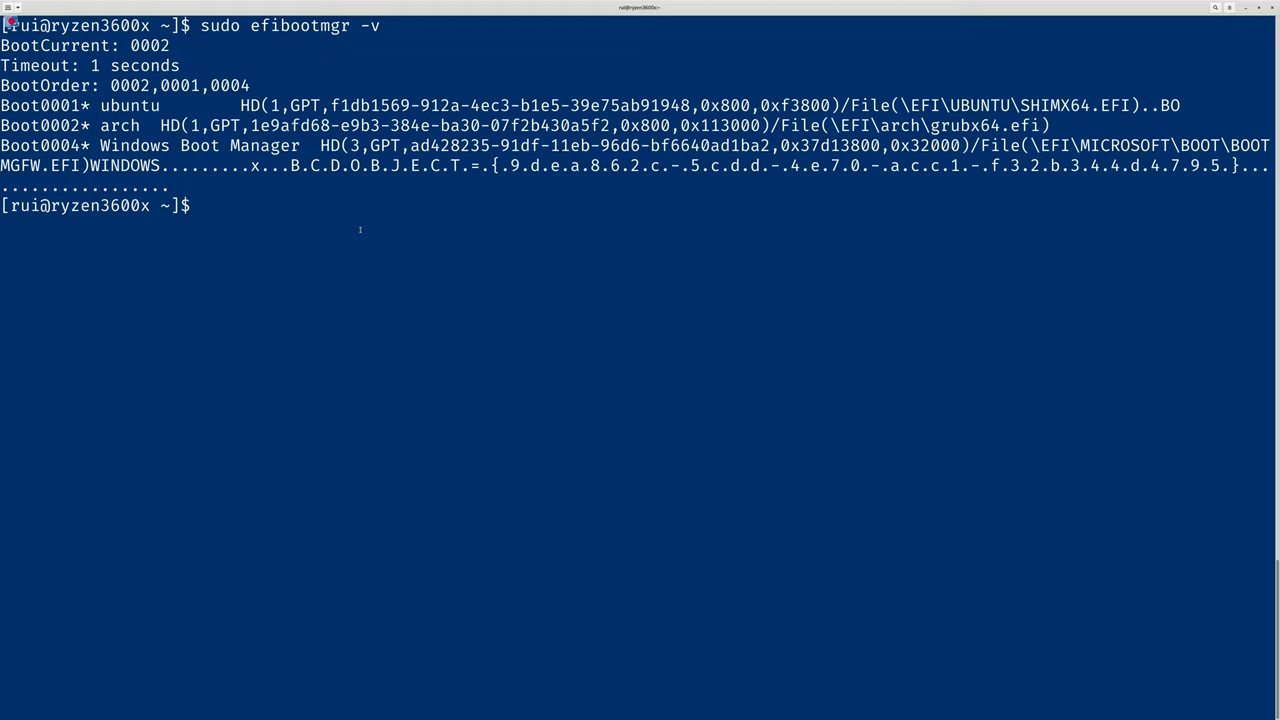 rui@ryzen3600x:~
[rui@ryzen3600x ~]$ sudo efibootmgr -v
BootCurrent: 0002
Timeout: 1 seconds
BootOrder: 0002,0001,0004
Boot0001* ubuntu        HD(1,GPT,f1db1569-912a-4ec3-b1e5-39e75ab91948,0x800,0xf3800)/File(\EFI\UBUNTU\SHIMX64.EFI)..BO
Boot0002* arch  HD(1,GPT,1e9afd68-e9b3-384e-ba30-07f2b430a5f2,0x800,0x113000)/File(\EFI\arch\grubx64.efi)
Boot0004* Windows Boot Manager  HD(3,GPT,ad428235-91df-11eb-96d6-bf6640ad1ba2,0x37d13800,0x32000)/File(\EFI\MICROSOFT\BOOT\BOOT
MGFW.EFI)WINDOWS.........x...B.C.D.O.B.J.E.C.T.=.{.9.d.e.a.8.6.2.c.-.5.c.d.d.-.4.e.7.0.-.a.c.c.1.-.f.3.2.b.3.4.4.d.4.7.9.5.}...
.................
[rui@ryzen3600x ~]$